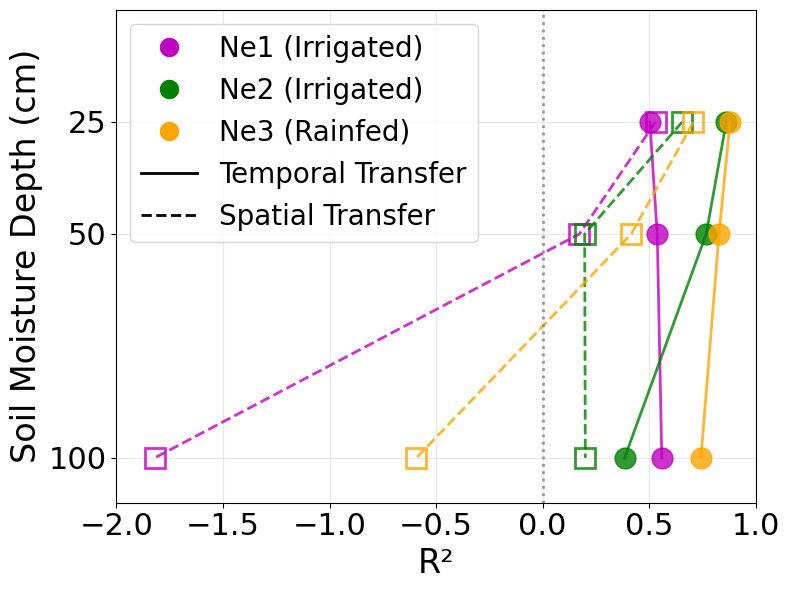 Ne1 (Irrigated)
Ne2 (Irrigated)
Ne3 (Rainfed)
Temporal Transfer
Spatial Transfer
Soil Moisture Depth (cm)
25
50
100
−2.0 −1.5 −1.0 −0.5 0.0 0.5 1.0
R²